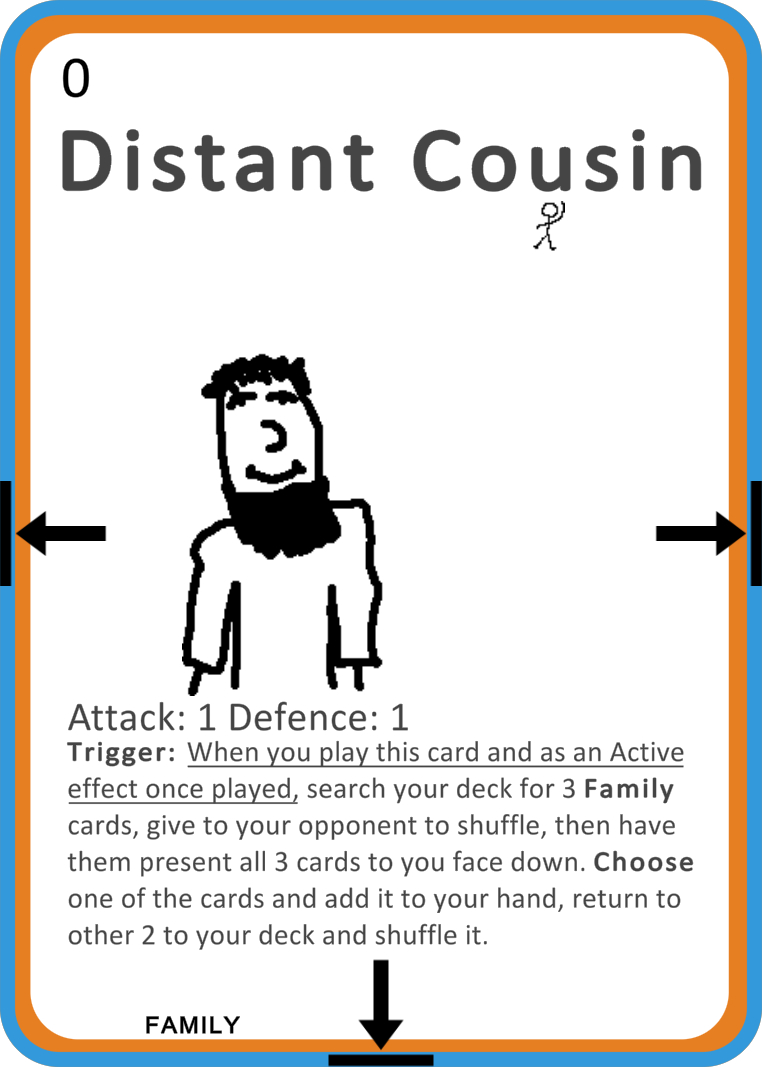 0
Distant Cousin
Attack: 1 Defence: 1
Trigger: When you play this card and as an Active
effect once played, search your deck for 3 Family
cards, give to your opponent to shuffle, then have
them present all 3 cards to you face down. Choose
one of the cards and add it to your hand, return to
other 2 to your deck and shuffle it.
FAMILY